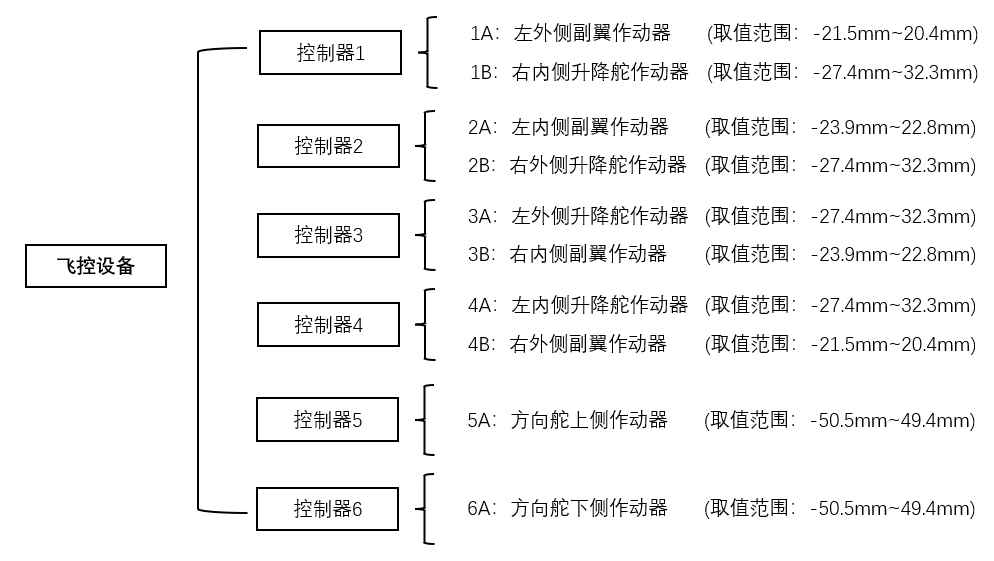 控制器1
1A：左外侧副翼作动器 (取值范围：-21.5mm~20.4mm)
1B：右内侧升降舵作动器 (取值范围：-27.4mm~32.3mm)
控制器2
2A：左内侧副翼作动器 (取值范围：-23.9mm~22.8mm)
2B：右外侧升降舵作动器 (取值范围：-27.4mm~32.3mm)
控制器3
3A：左外侧升降舵作动器 (取值范围：-27.4mm~32.3mm)
3B：右内侧副翼作动器 (取值范围：-23.9mm~22.8mm)
飞控设备
控制器4
4A：左内侧升降舵作动器 (取值范围：-27.4mm~32.3mm)
4B：右外侧副翼作动器 (取值范围：-21.5mm~20.4mm)
控制器5
5A：方向舵上侧作动器 (取值范围：-50.5mm~49.4mm)
控制器6
6A：方向舵下侧作动器 (取值范围：-50.5mm~49.4mm)